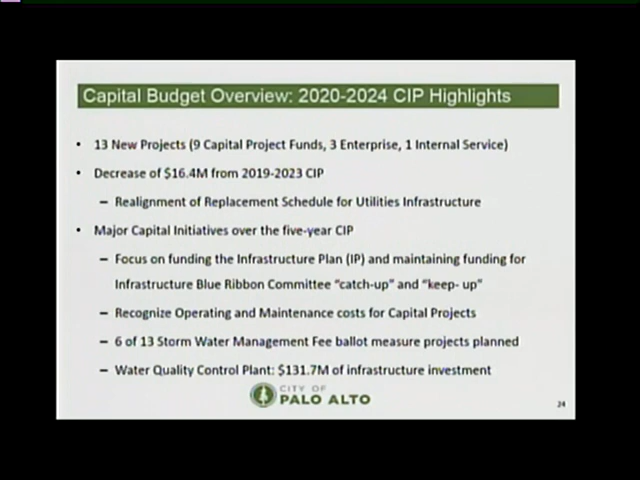 Capital Budget Overview: 2020-2024 CIP Highlights
• 13 New Projects (9 Capital Project Funds, 3 Enterprise, 1 Internal Service)
• Decrease of $16.4M from 2019-2023 CIP
– Realignment of Replacement Schedule for Utilities Infrastructure
• Major Capital Initiatives over the five-year CIP
– Focus on funding the Infrastructure Plan (IP) and maintaining funding for
Infrastructure Blue Ribbon Committee “catch-up” and “keep- up”
– Recognize Operating and Maintenance costs for Capital Projects
– 6 of 13 Storm Water Management Fee ballot measure projects planned
– Water Quality Control Plant: $131.7M of infrastructure investment
CITY OF
PALO ALTO
24